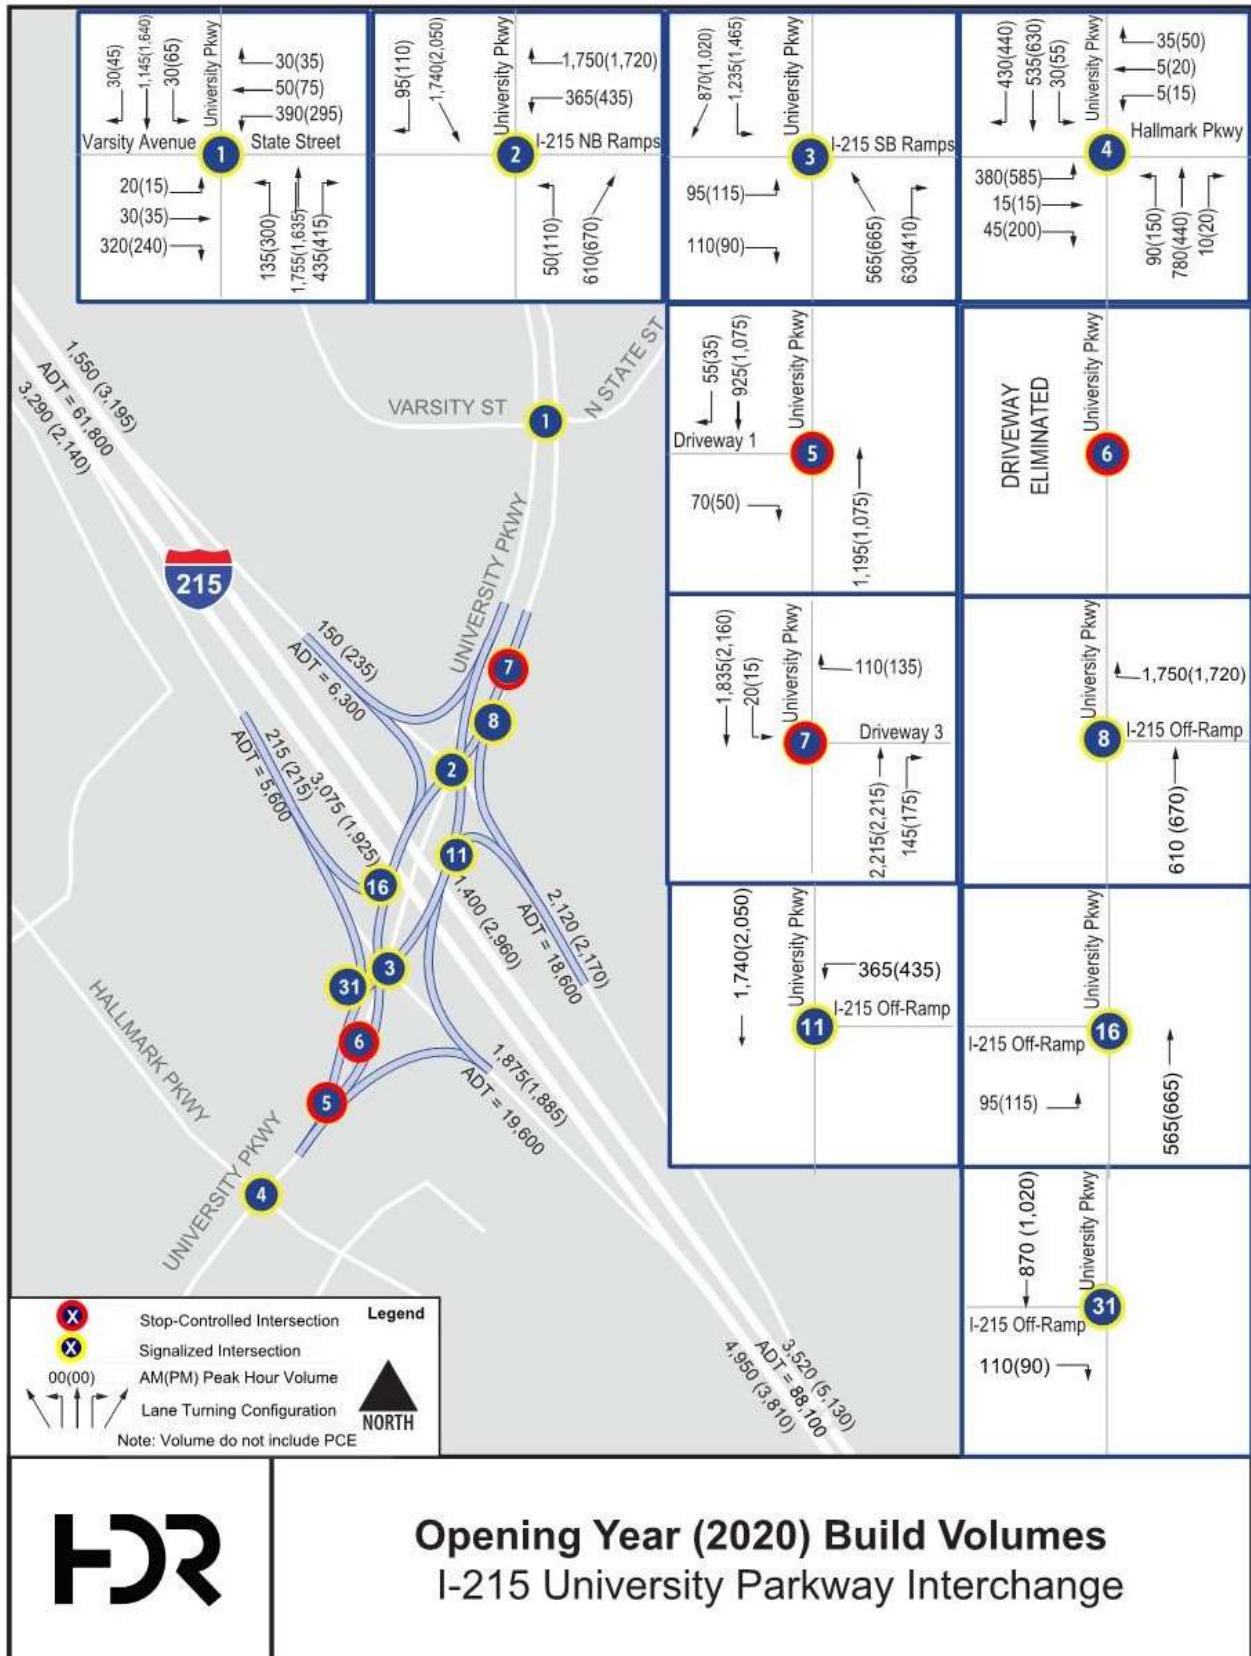 30(45)
1,145(1,640)
30(65)
University Pkwy
30(35)
50(75)
390(295)
Varsity Avenue
1
State Street
20(15)
30(35)
320(240)
135(300)
1,755(1,635)
435(415)
95(110)
1,740(2,050)
University Pkwy
1,750(1,720)
365(435)
2
I-215 NB Ramps
50(110)
610(670)
870(1,020)
1,235(1,465)
University Pkwy
3
I-215 SB Ramps
95(115)
110(90)
565(665)
630(410)
430(440)
535(630)
30(55)
University Pkwy
35(50)
5(20)
5(15)
4
Hallmark Pkwy
380(585)
15(15)
45(200)
90(150)
780(440)
10(20)
55(35)
925(1,075)
University Pkwy
Driveway 1
5
70(50)
1,195(1,075)
DRIVEWAY
ELIMINATED
University Pkwy
6
1,835(2,160)
20(15)
University Pkwy
110(135)
7
Driveway 3
2,215(2,215)
145(175)
University Pkwy
1,750(1,720)
8
I-215 Off-Ramp
610 (670)
1,740(2,050)
University Pkwy
365(435)
I-215 Off-Ramp
11
University Pkwy
I-215 Off-Ramp
16
95(115)
565(665)
870 (1,020)
University Pkwy
I-215 Off-Ramp
31
110(90)
1,550 (3,195)
ADT = 61,800
3,290 (2,140)
VARSITY ST
1
N STATE ST
215
UNIVERSITY PKWY
150 (235)
ADT = 6,300
7
8
2
215 (215)
ADT = 5,600
3,075 (1,925)
11
16
1,400 (2,960)
2,120 (2,170)
ADT = 18,600
3
31
6
5
HALLMARK PKWY
1,875(1,885)
ADT = 19,600
UNIVERSITY PKWY
4
3,520 (5,130)
ADT = 88,100
4,950 (3,810)
Legend
X
Stop-Controlled Intersection
X
Signalized Intersection
00(00)
AM(PM) Peak Hour Volume
Lane Turning Configuration
NORTH
Note: Volume do not include PCE
HDR
Opening Year (2020) Build Volumes
I-215 University Parkway Interchange